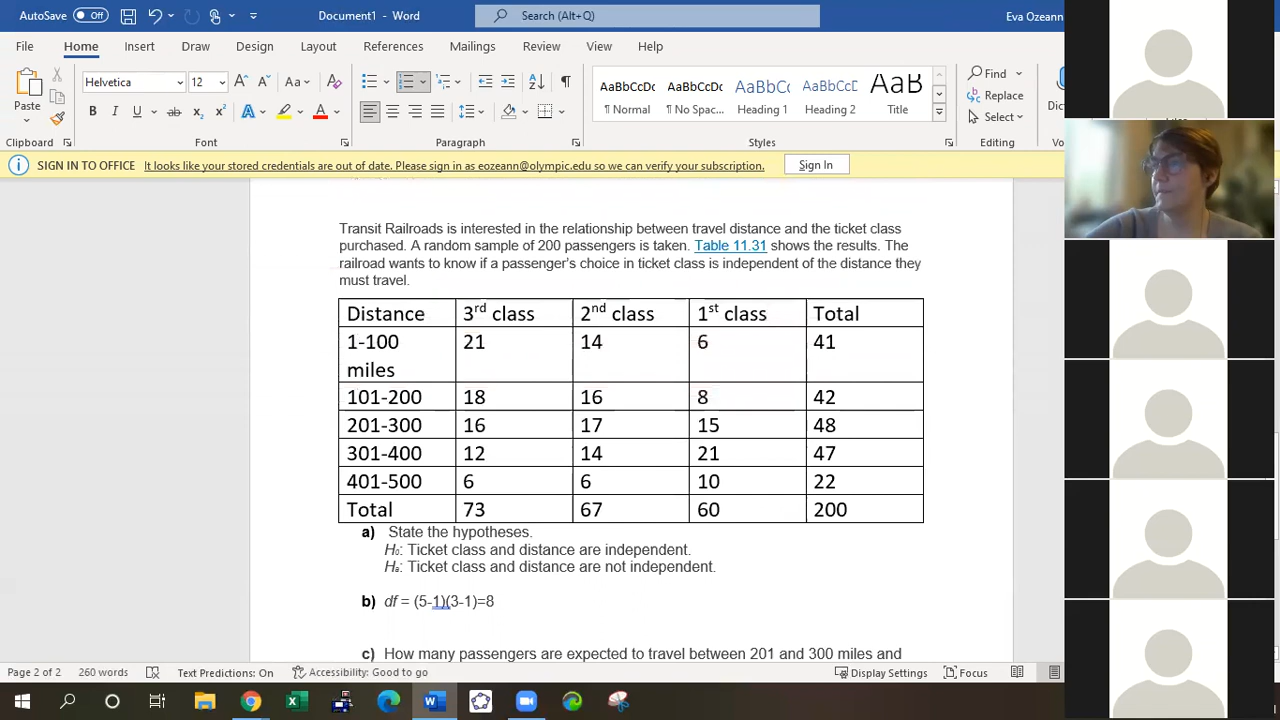 AutoSave Off Document1 - Word Search (Alt+Q) Eva Ozeann
File Home Insert Draw Design Layout References Mailings Review View Help
Paste Helvetica 12 Aa AaBbCcDc AaBbCcDc AaBbCc AaBbCcD AaB Find
Replace
Select
B I U ab x₂ x² A A ¶ Normal ¶ No Spac... Heading 1 Heading 2 Title Dict
Clipboard Font Paragraph Styles Editing Vo
SIGN IN TO OFFICE It looks like your stored credentials are out of date. Please sign in as eozeann@olympic.edu so we can verify your subscription. Sign In
Transit Railroads is interested in the relationship between travel distance and the ticket class
purchased. A random sample of 200 passengers is taken. Table 11.31 shows the results. The
railroad wants to know if a passenger's choice in ticket class is independent of the distance they
must travel.
Distance 3rd class 2nd class 1st class Total
1-100 21 14 6 41
miles
101-200 18 16 8 42
201-300 16 17 15 48
301-400 12 14 21 47
401-500 6 6 10 22
Total 73 67 60 200
a) State the hypotheses.
H₀: Ticket class and distance are independent.
Hₐ: Ticket class and distance are not independent.
b) df = (5-1)(3-1)=8
c) How many passengers are expected to travel between 201 and 300 miles and
Page 2 of 2 260 words Text Predictions: On Accessibility: Good to go Display Settings Focus